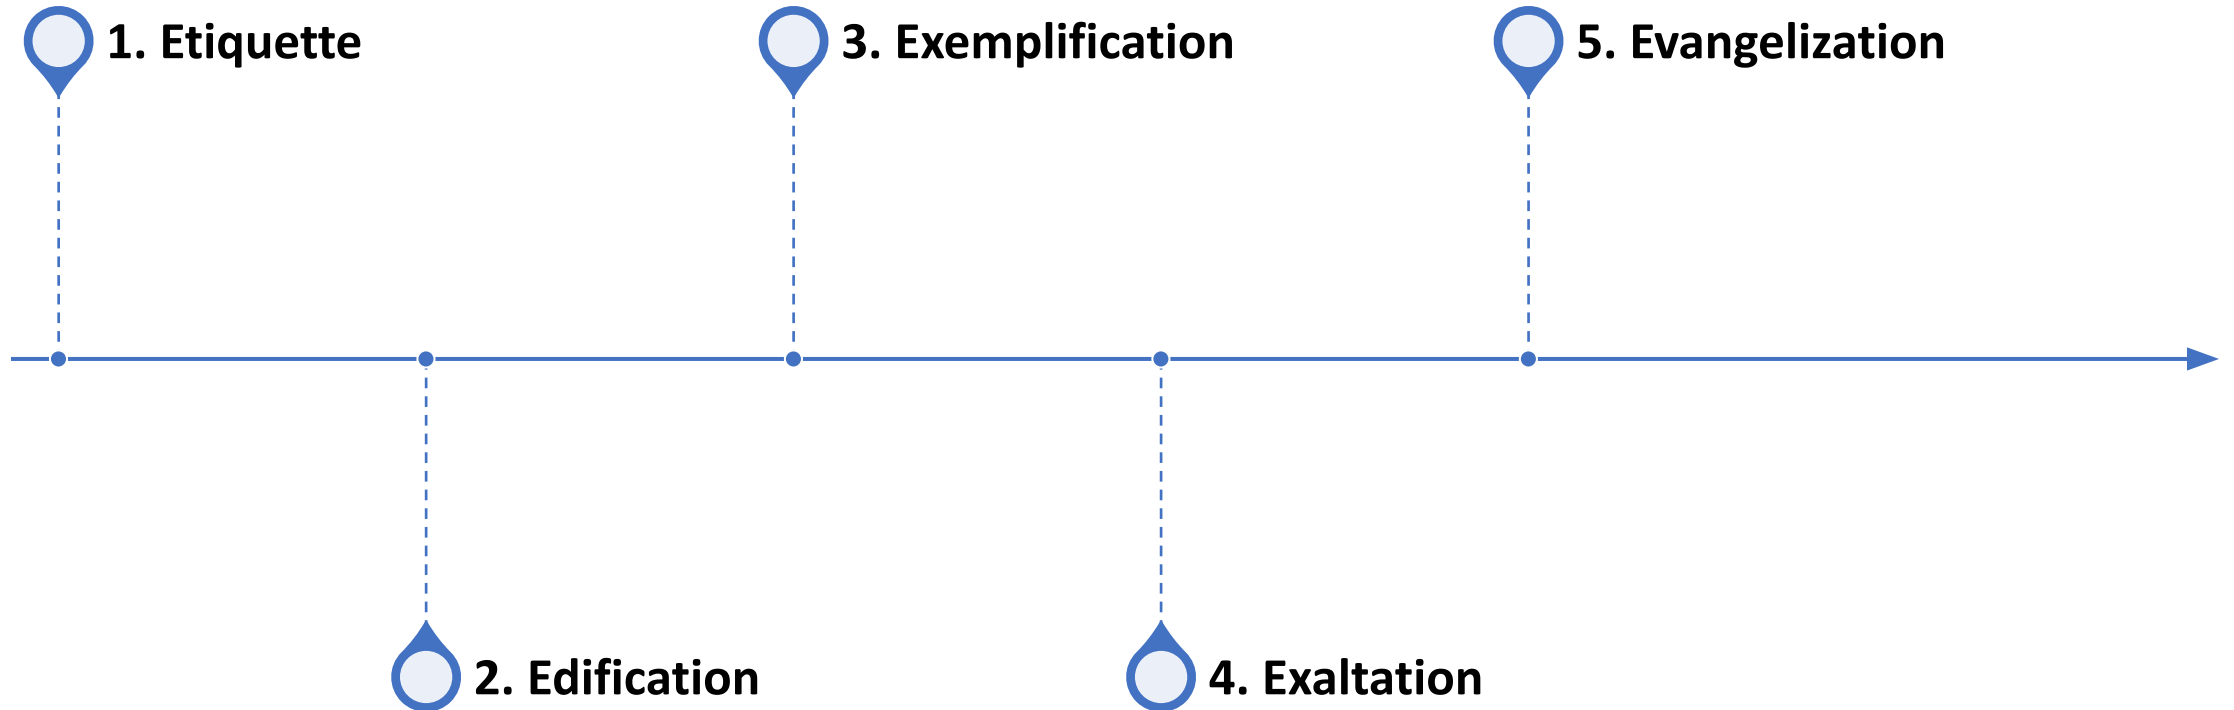 1. Etiquette
2. Edification
3. Exemplification
4. Exaltation
5. Evangelization